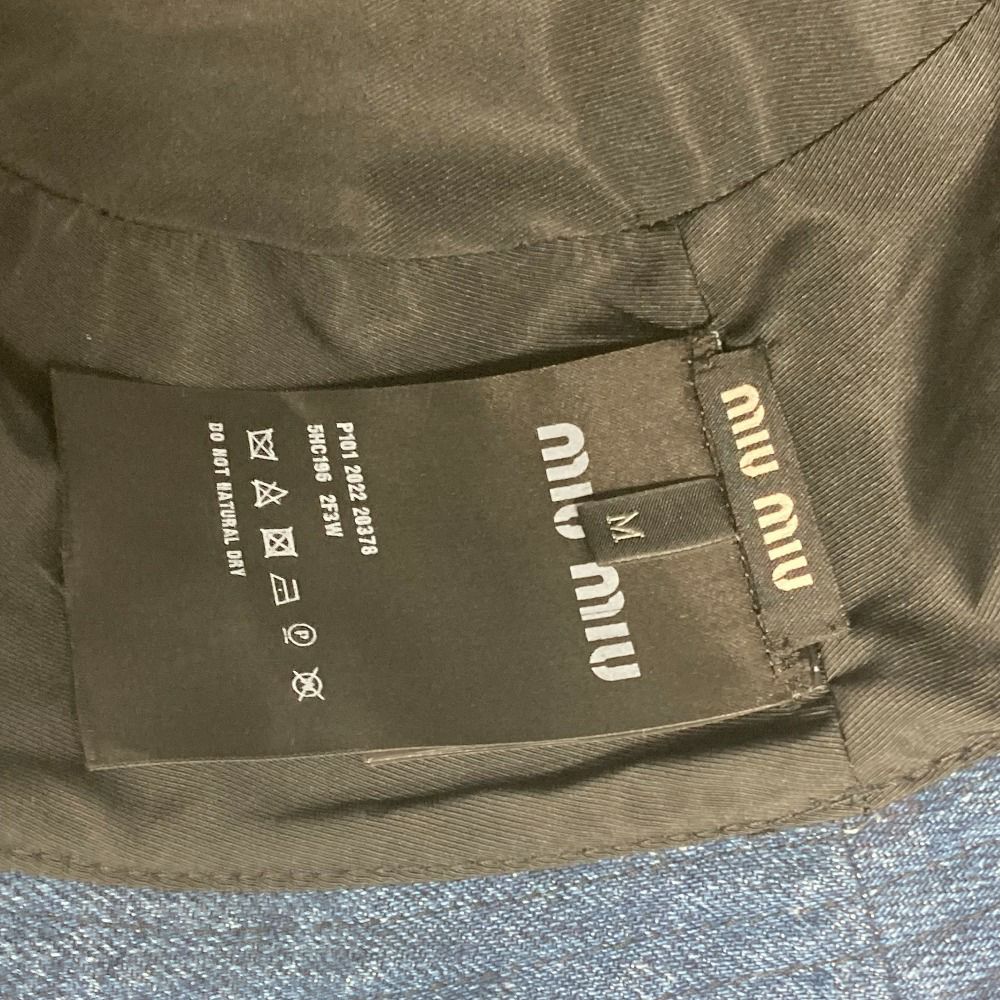 MIU MIU
M
MIU MIU
P101 2022 20378
5HC196 2F3W
DO NOT NATURAL DRY